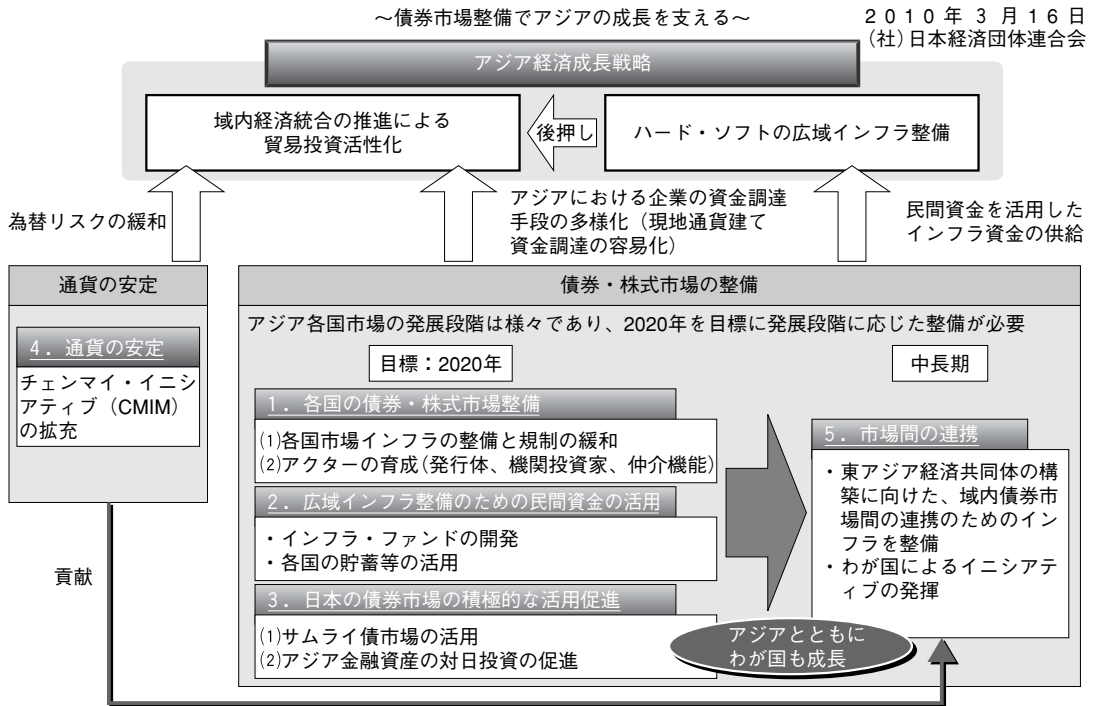 ～債券市場整備でアジアの成長を支える～
２０１０年３月１６日
(社)日本経済団体連合会
アジア経済成長戦略
域内経済統合の推進による
貿易投資活性化
後押し
ハード・ソフトの広域インフラ整備
為替リスクの緩和
アジアにおける企業の資金調達
手段の多様化（現地通貨建て
資金調達の容易化）
民間資金を活用した
インフラ資金の供給
通貨の安定
４．通貨の安定
チェンマイ・イニシ
アティブ（CMIM）
の拡充
債券・株式市場の整備
アジア各国市場の発展段階は様々であり、2020年を目標に発展段階に応じた整備が必要
目標：2020年
中長期
１．各国の債券・株式市場整備
⑴各国市場インフラの整備と規制の緩和
⑵アクターの育成(発行体、機関投資家、仲介機能)
２．広域インフラ整備のための民間資金の活用
・インフラ・ファンドの開発
・各国の貯蓄等の活用
３．日本の債券市場の積極的な活用促進
⑴サムライ債市場の活用
⑵アジア金融資産の対日投資の促進
５．市場間の連携
・東アジア経済共同体の構
築に向けた、域内債券市
場間の連携のためのイン
フラを整備
・わが国によるイニシアテ
ィブの発揮
アジアとともに
わが国も成長
貢献